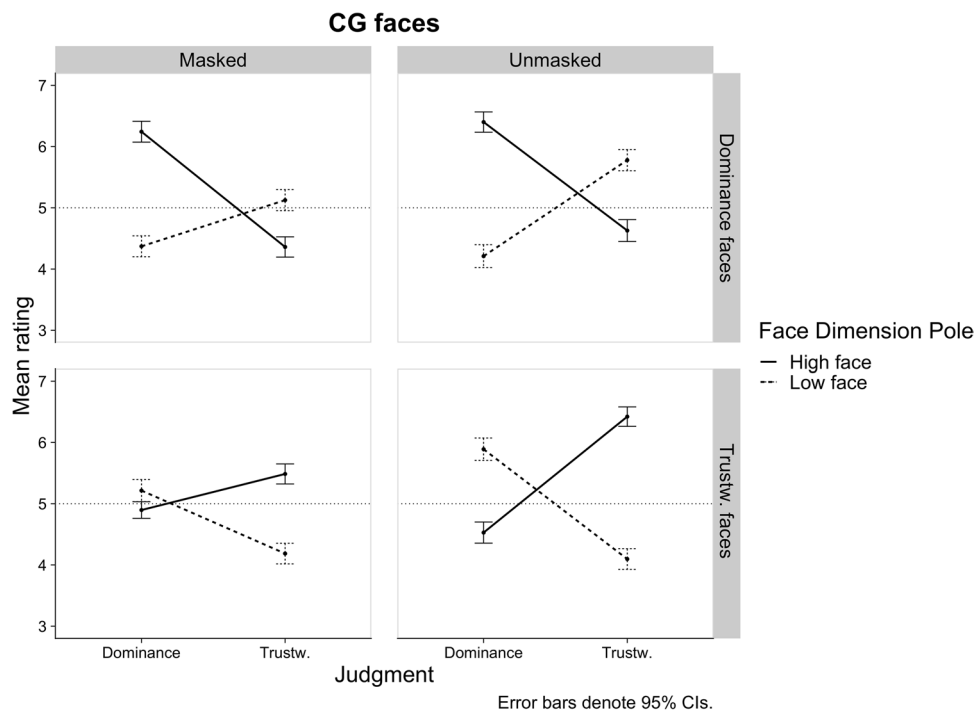 CG faces
Masked
Unmasked
7
6
5
4
3
Dominance faces
7
6
5
4
3
Trustw. faces
Mean rating
Dominance
Trustw.
Dominance
Trustw.
Judgment
Face Dimension Pole
High face
Low face
Error bars denote 95% CIs.